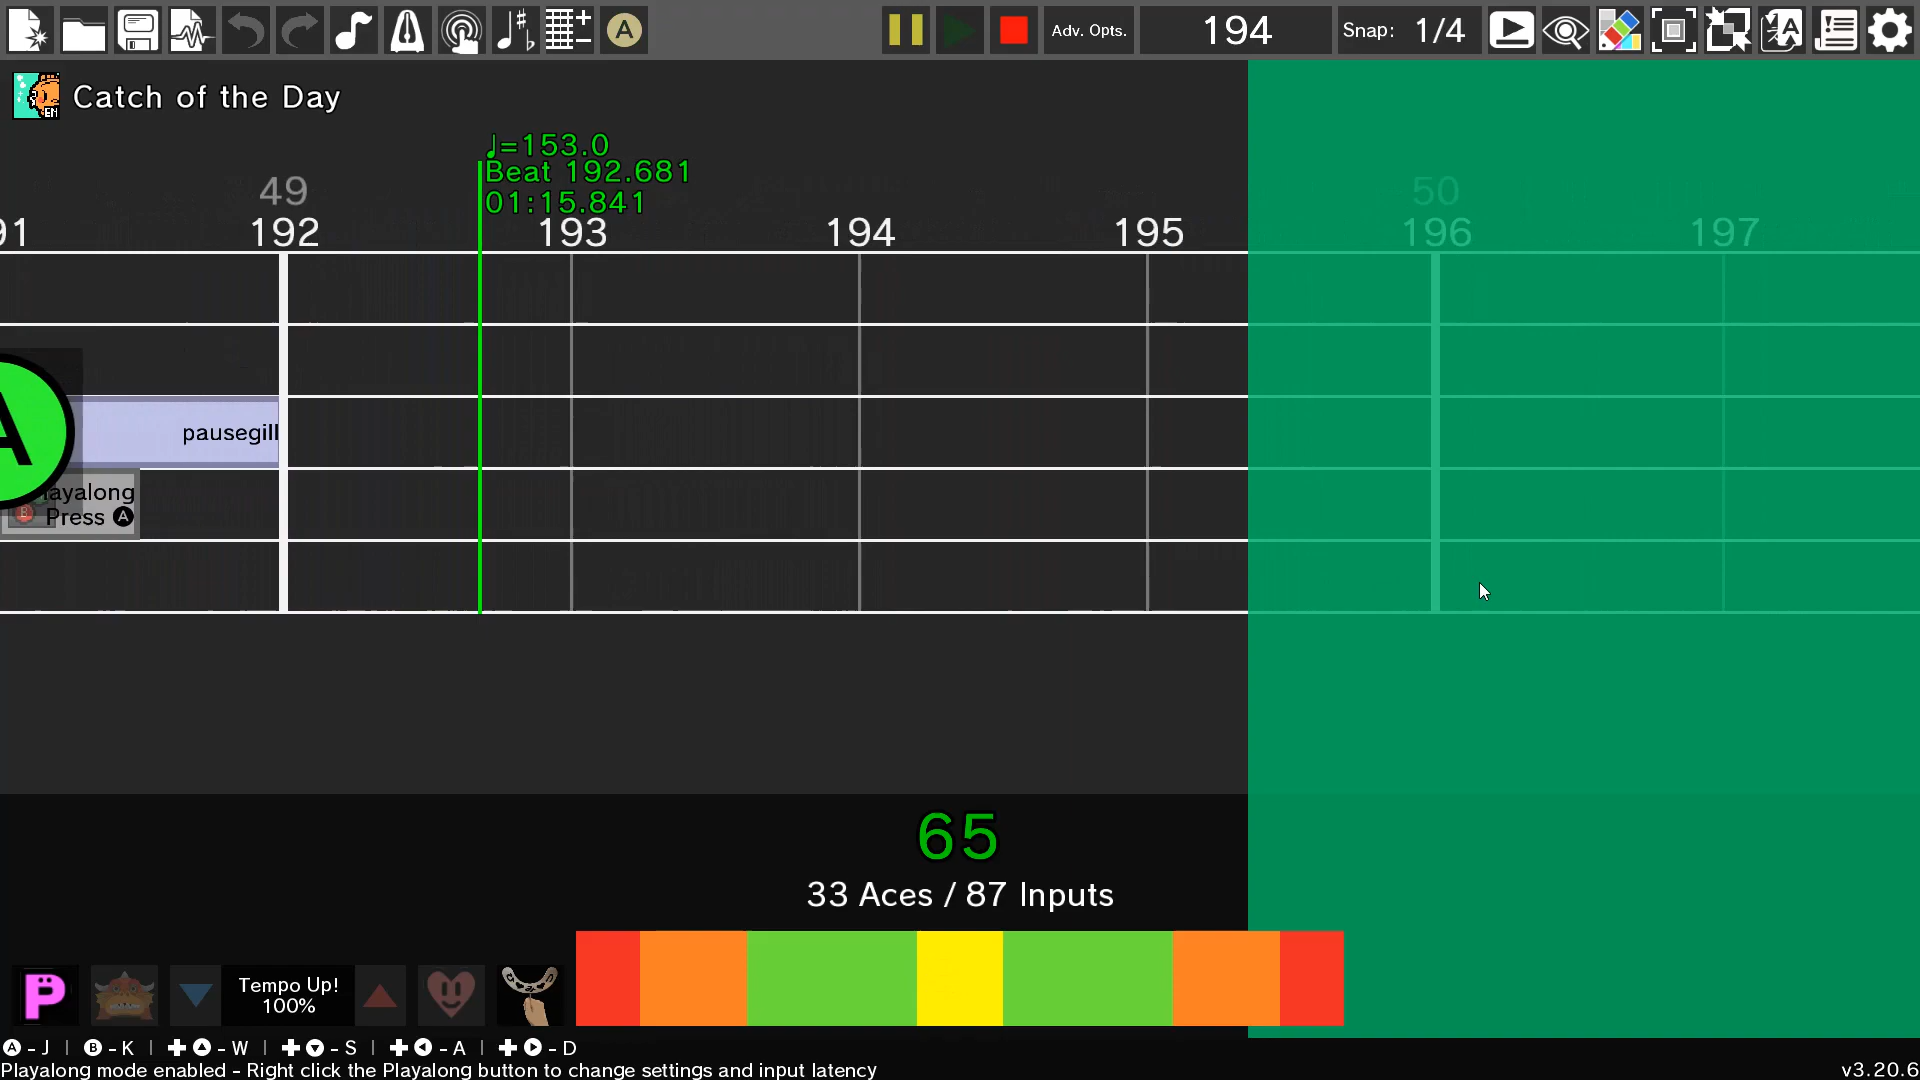 A
Adv. Opts.
194
Snap: 1/4
A
EN
Catch of the Day
♩=153.0
Beat 192.681
01:15.841
49
50
91
192
193
194
195
196
197
A
pausegill
layalong
B
Press A
65
33 Aces / 87 Inputs
P
Tempo Up!
100%
A - J | B - K | ✚ ▲ - W | ✚ ▼ - S | ✚ ◀ - A | ✚ ▶ - D
Playalong mode enabled - Right click the Playalong button to change settings and input latency
v3.20.6